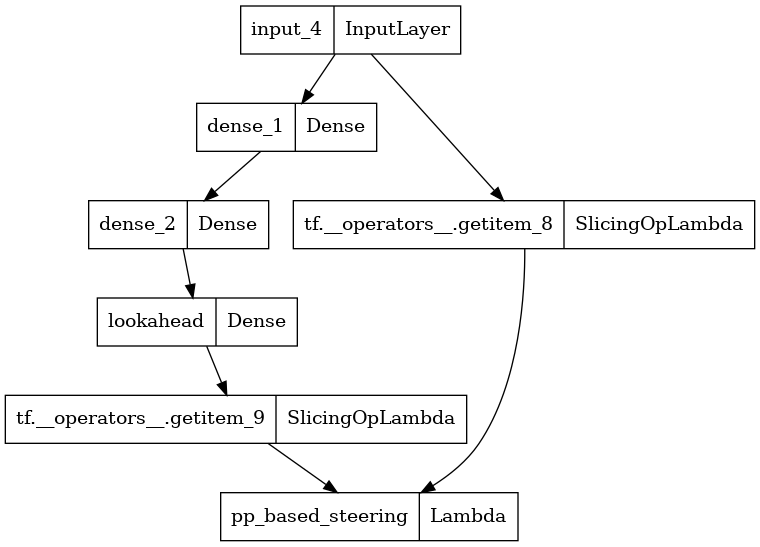 input_4 InputLayer
dense_1 Dense
dense_2 Dense
tf.__operators__.getitem_8 SlicingOpLambda
lookahead Dense
tf.__operators__.getitem_9 SlicingOpLambda
pp_based_steering Lambda